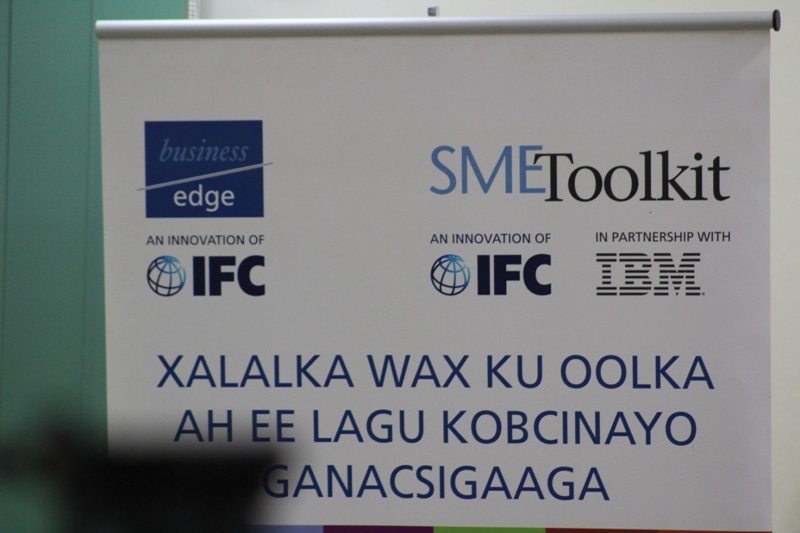 business
edge
AN INNOVATION OF
IFC
SMEToolkit
AN INNOVATION OF
IFC
IN PARTNERSHIP WITH
IBM
XALALKA WAX KU OOLKA
AH EE LAGU KOBCINAYO
GANACSIGAAGA